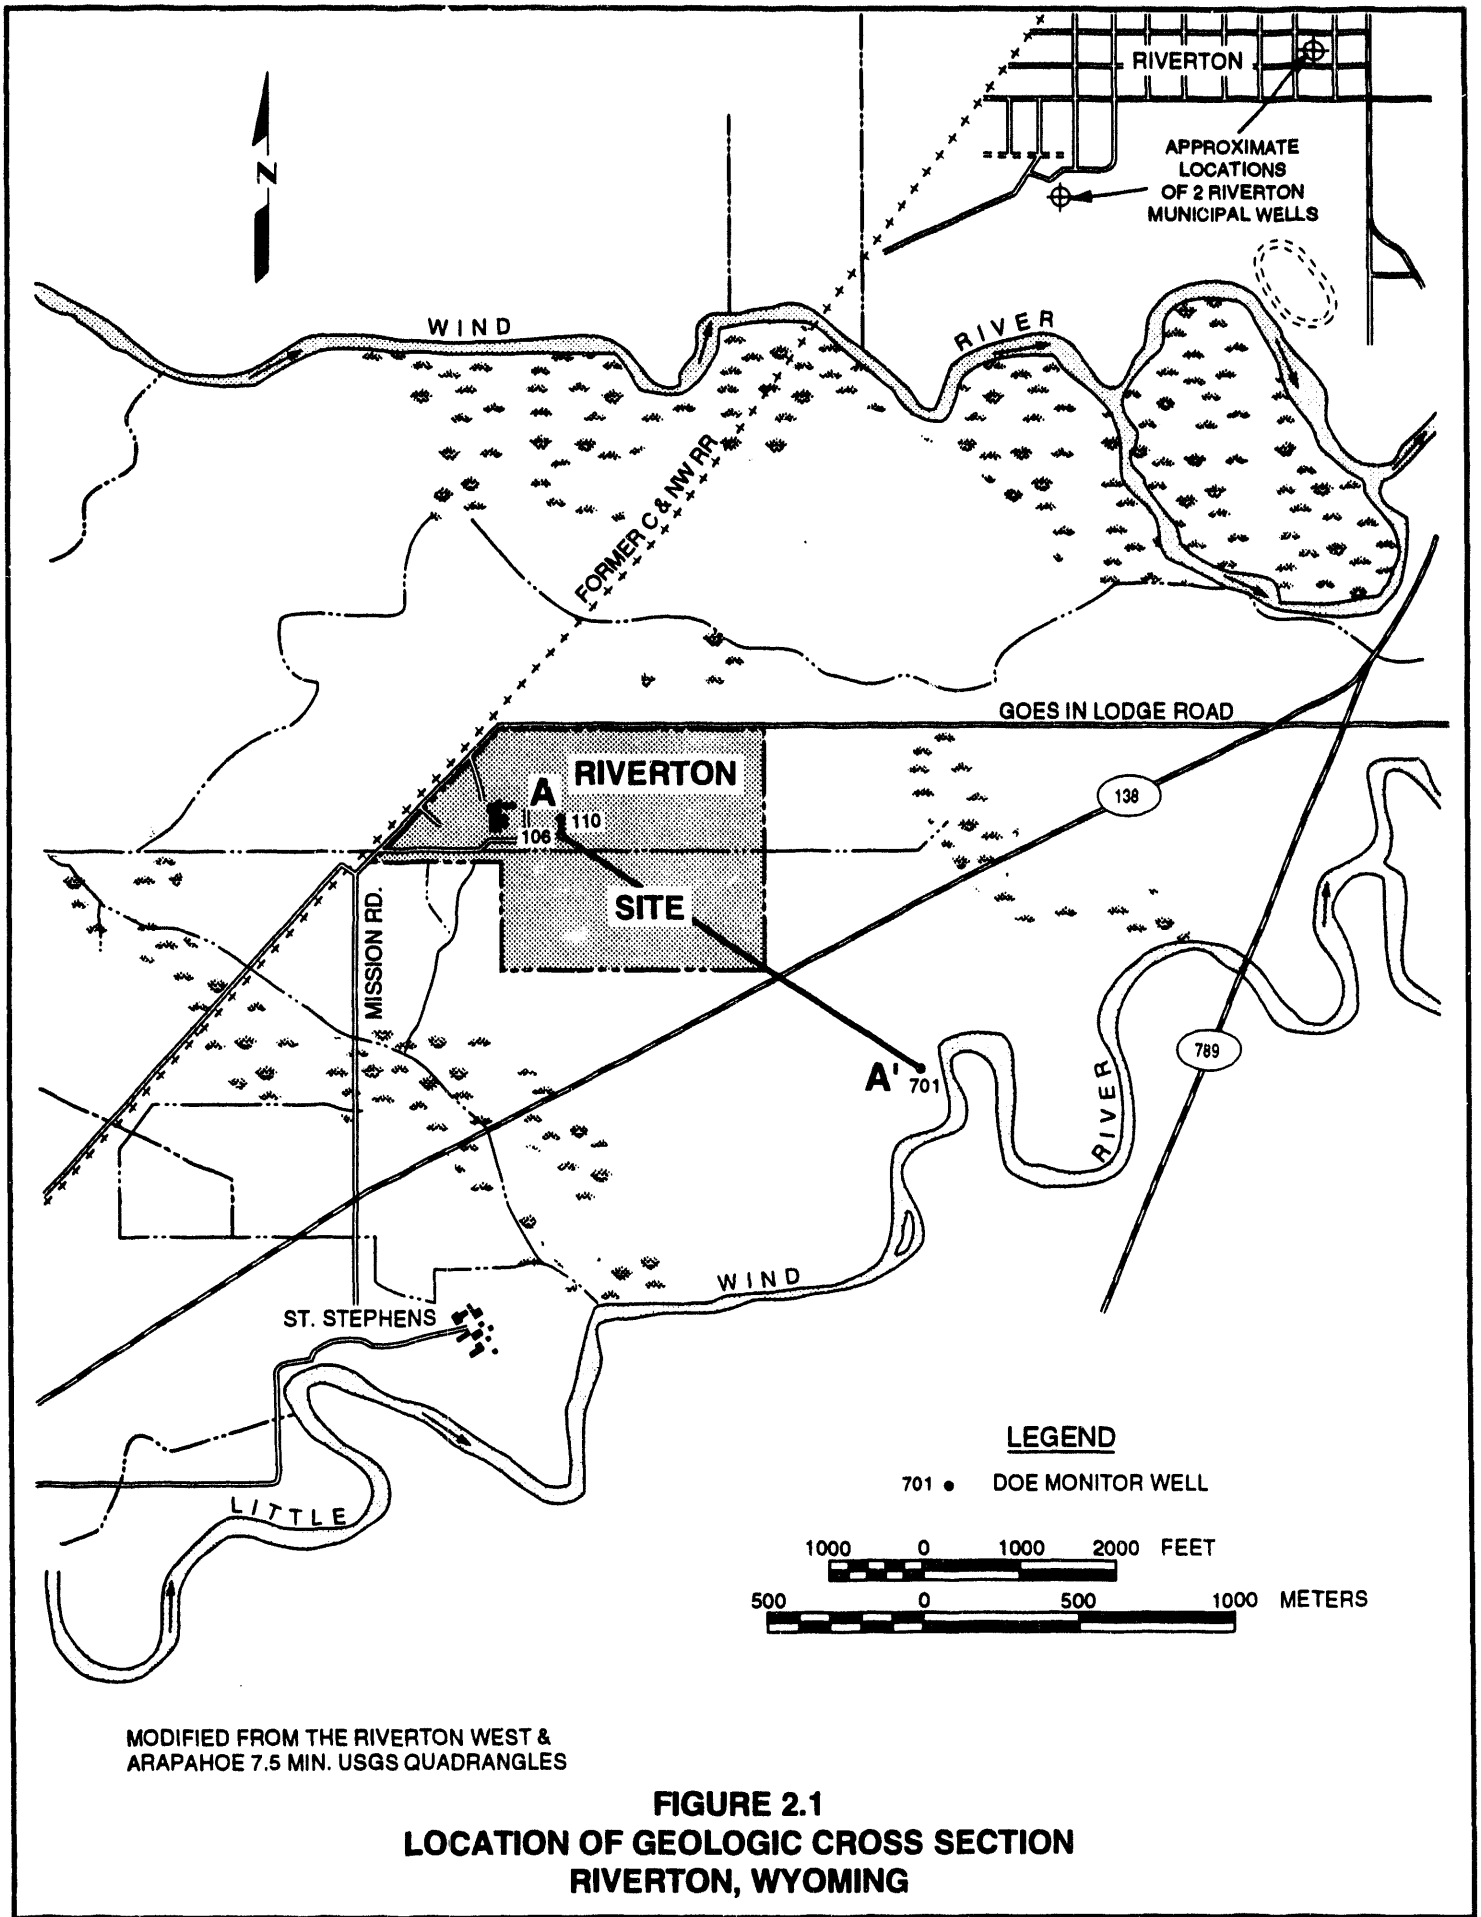 RIVERTON
APPROXIMATE
LOCATIONS
OF 2 RIVERTON
MUNICIPAL WELLS
N
WIND
RIVER
FORMER C & NW RR
GOES IN LODGE ROAD
RIVERTON
A
110
106
138
SITE
MISSION RD.
A'
701
789
RIVER
WIND
ST. STEPHENS
LITTLE
LEGEND
701 • DOE MONITOR WELL
1000 0 1000 2000 FEET
500 0 500 1000 METERS
MODIFIED FROM THE RIVERTON WEST &
ARAPAHOE 7.5 MIN. USGS QUADRANGLES
FIGURE 2.1
LOCATION OF GEOLOGIC CROSS SECTION
RIVERTON, WYOMING